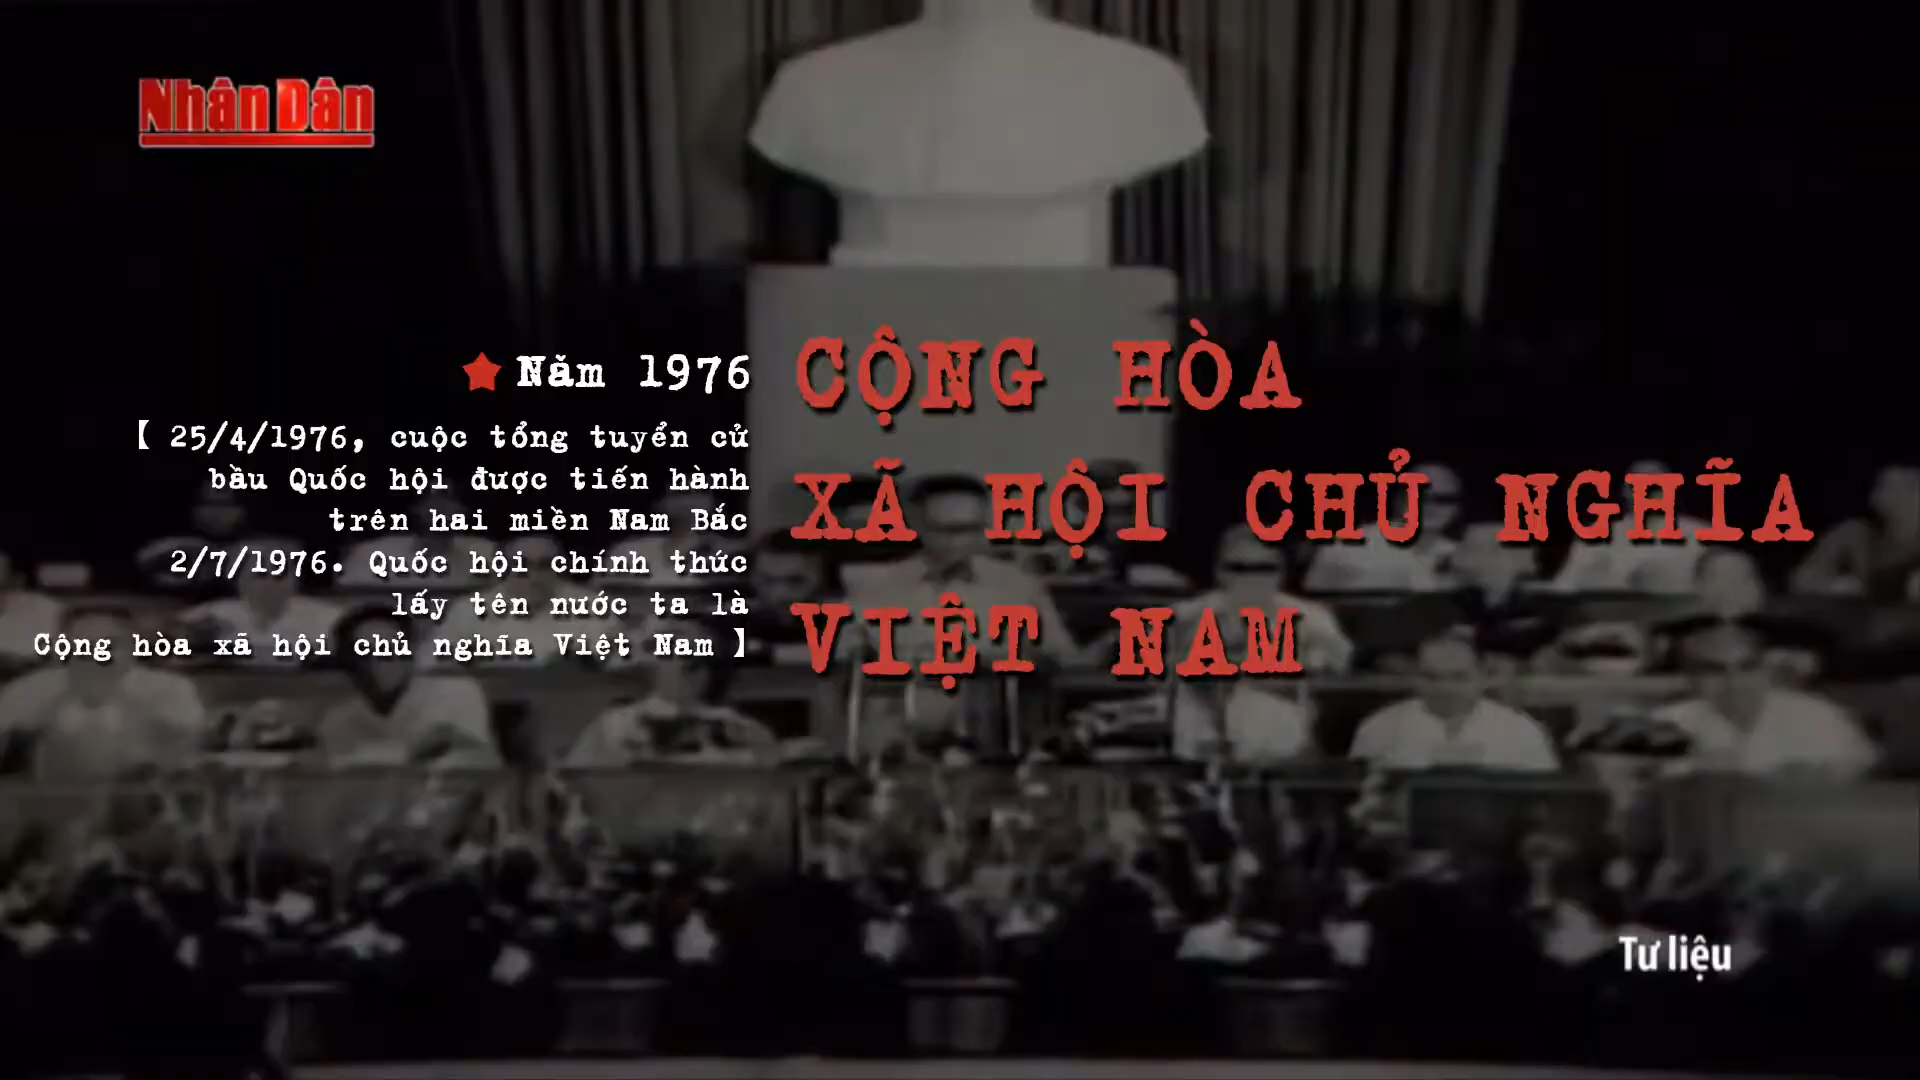 Nhân Dân
Năm 1976
【 25/4/1976, cuộc tổng tuyển cử
bầu Quốc hội được tiến hành
trên hai miền Nam Bắc
2/7/1976. Quốc hội chính thức
lấy tên nước ta là
Cộng hòa xã hội chủ nghĩa Việt Nam 】
CỘNG HÒA
XÃ HỘI CHỦ NGHĨA
VIỆT NAM
Tư liệu